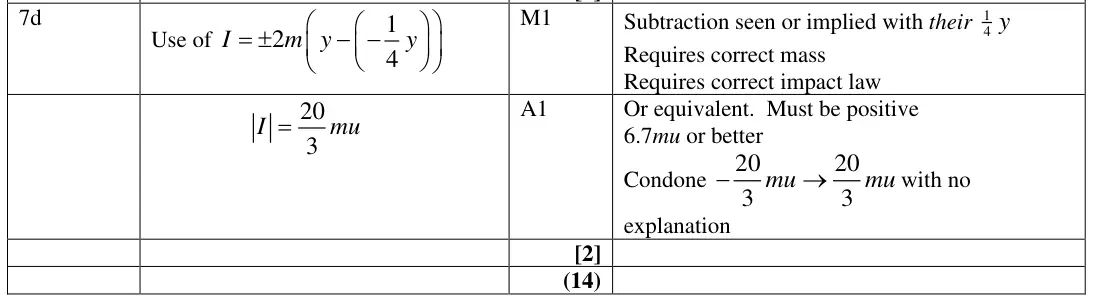 7d
Use of I = ±2m(y − (−1/4 y))
M1
Subtraction seen or implied with their 1/4 y
Requires correct mass
Requires correct impact law
|I| = 20/3 mu
A1
Or equivalent. Must be positive
6.7mu or better
Condone −20/3 mu → 20/3 mu with no
explanation
[2]
(14)